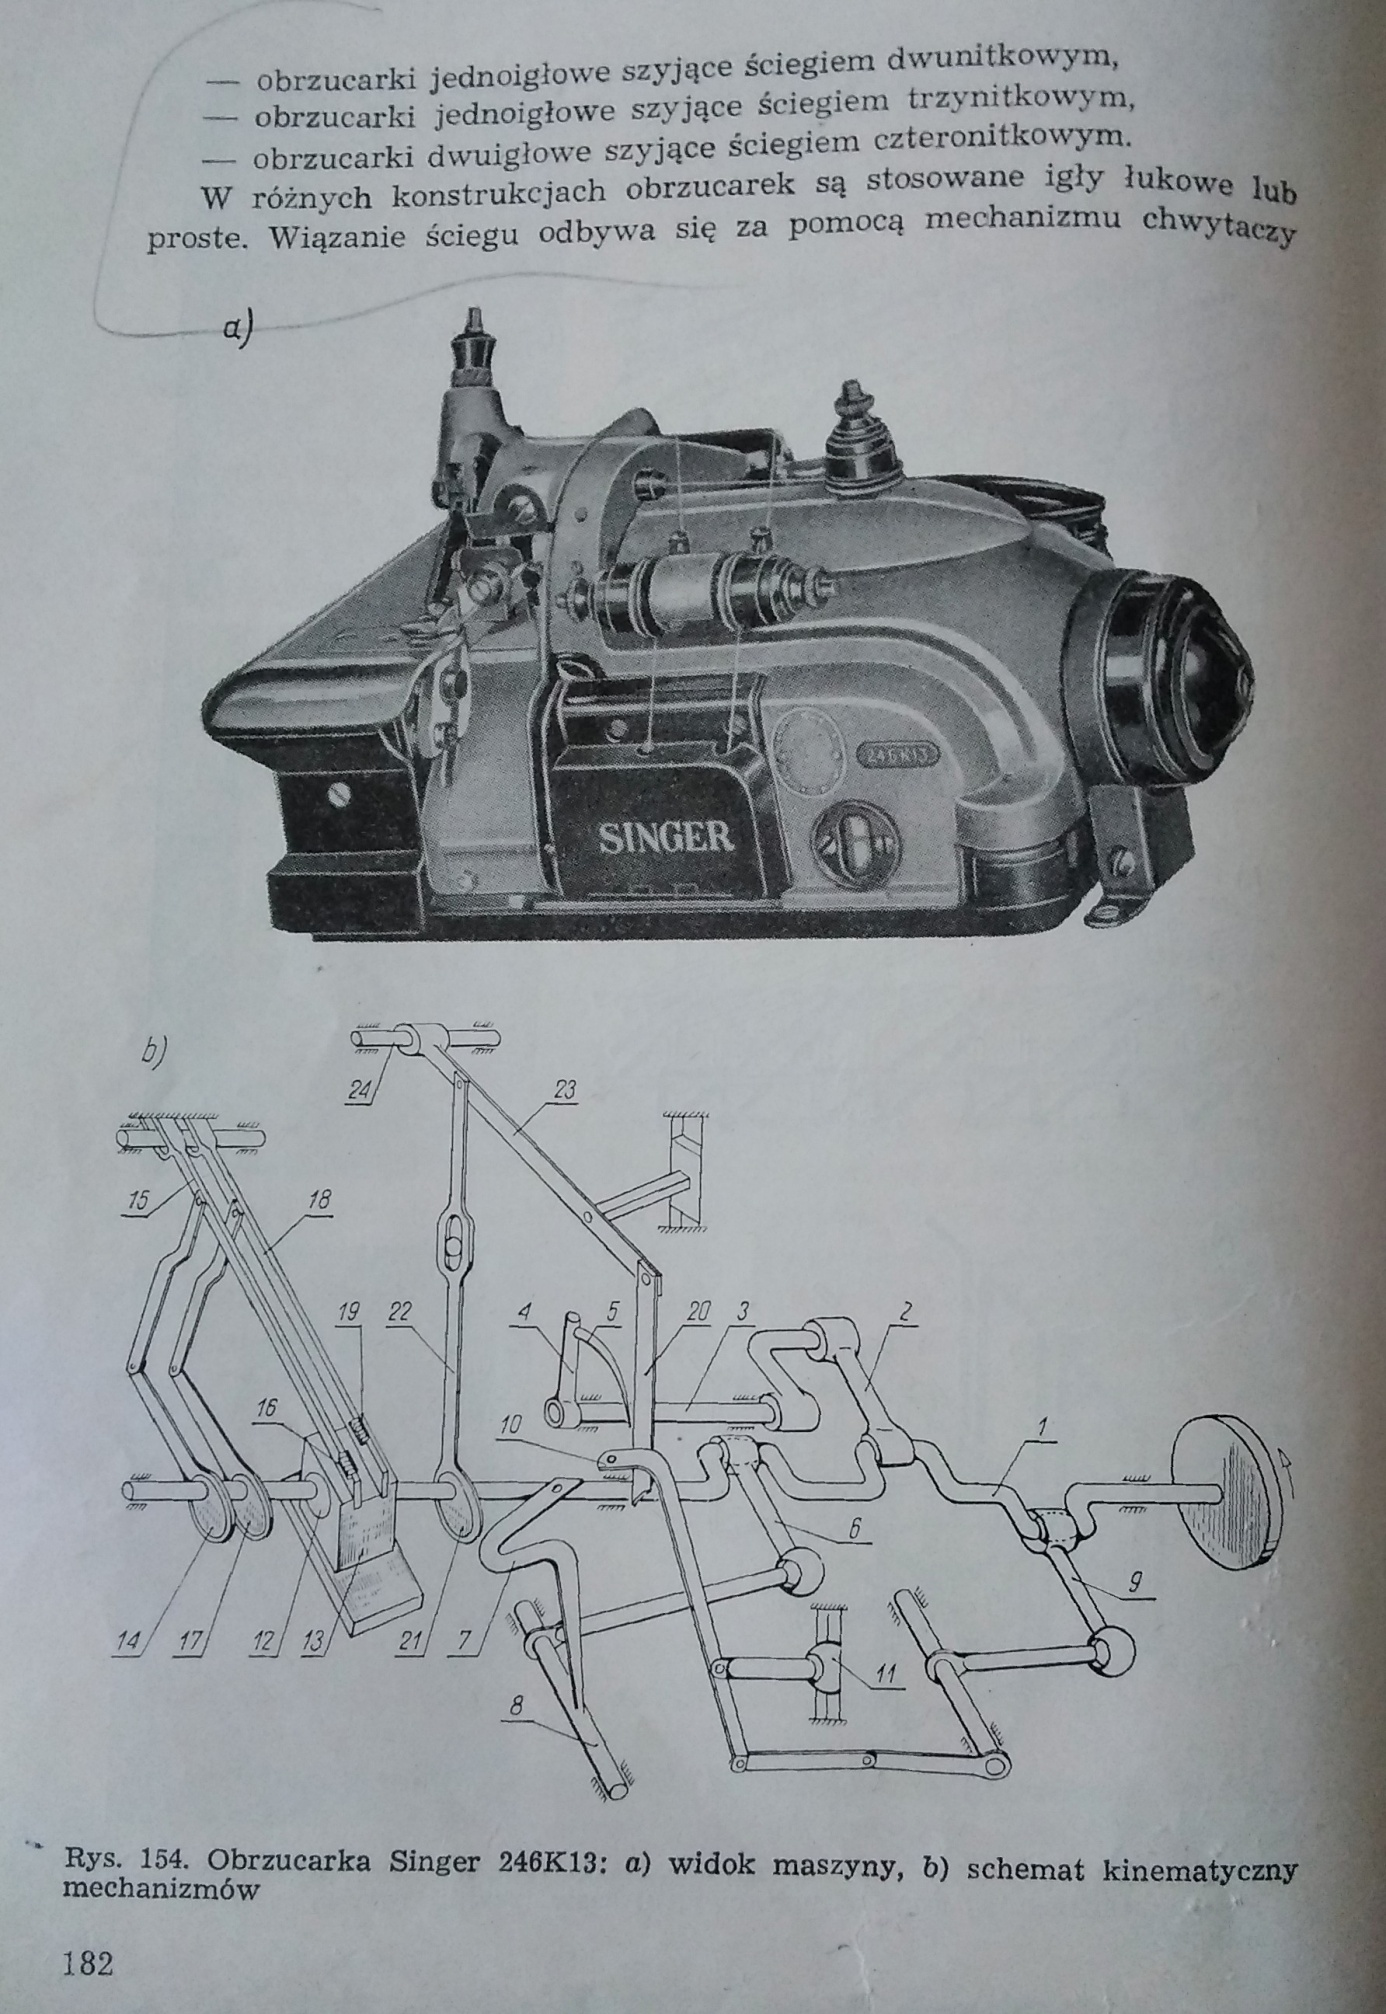 — obrzucarki jednoigłowe szyjące ściegiem dwunitkowym,
— obrzucarki jednoigłowe szyjące ściegiem trzynitkowym,
— obrzucarki dwuigłowe szyjące ściegiem czteronitkowym.
W różnych konstrukcjach obrzucarek są stosowane igły łukowe lub
proste. Wiązanie ściegu odbywa się za pomocą mechanizmu chwytaczy
a)
246K13
SINGER
b)
24
23
15
18
19
22
4
5
20
3
2
16
10
1
6
9
14
17
12
13
21
7
11
8
Rys. 154. Obrzucarka Singer 246K13: a) widok maszyny, b) schemat kinematyczny
mechanizmów
182